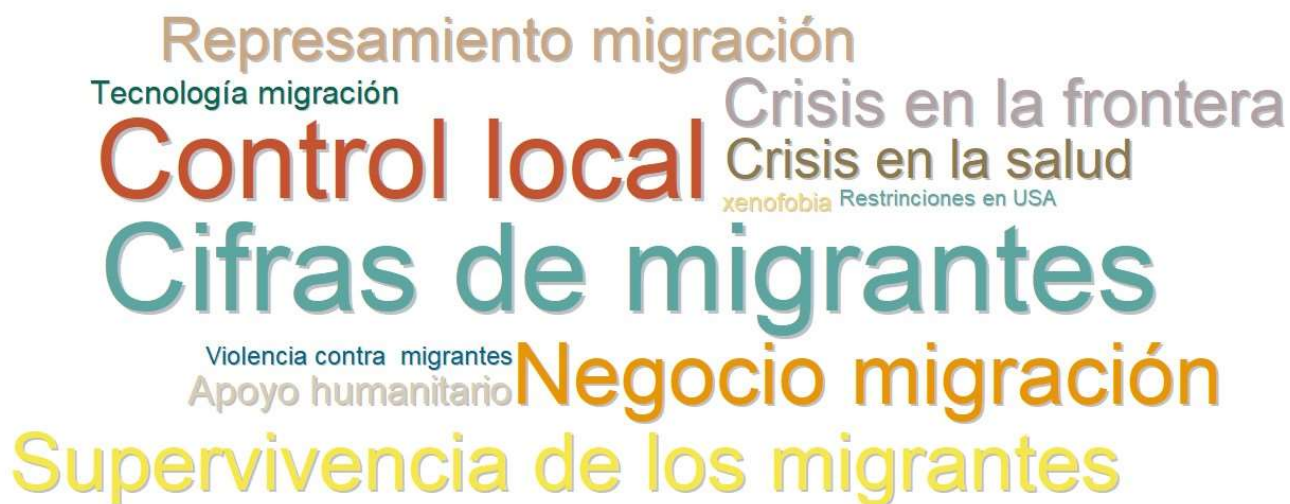 Represamiento migración
Tecnología migración
Crisis en la frontera
Control local
Crisis en la salud
xenofobia
Restrinciones en USA
Cifras de migrantes
Violencia contra migrantes
Negocio migración
Apoyo humanitario
Supervivencia de los migrantes